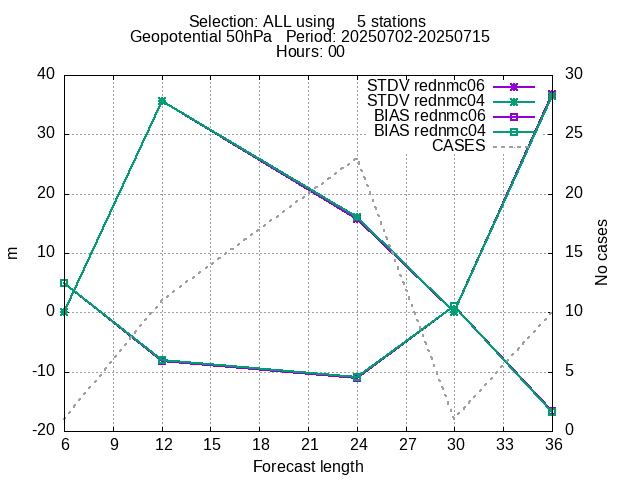 Selection: ALL using     5 stations
Geopotential 50hPa   Period: 20250702-20250715
Hours: 00
STDV rednmc06
STDV rednmc04
BIAS rednmc06
BIAS rednmc04
CASES
40
30
20
10
0
-10
-20
m
30
25
20
15
10
5
0
No cases
6 9 12 15 18 21 24 27 30 33 36
Forecast length